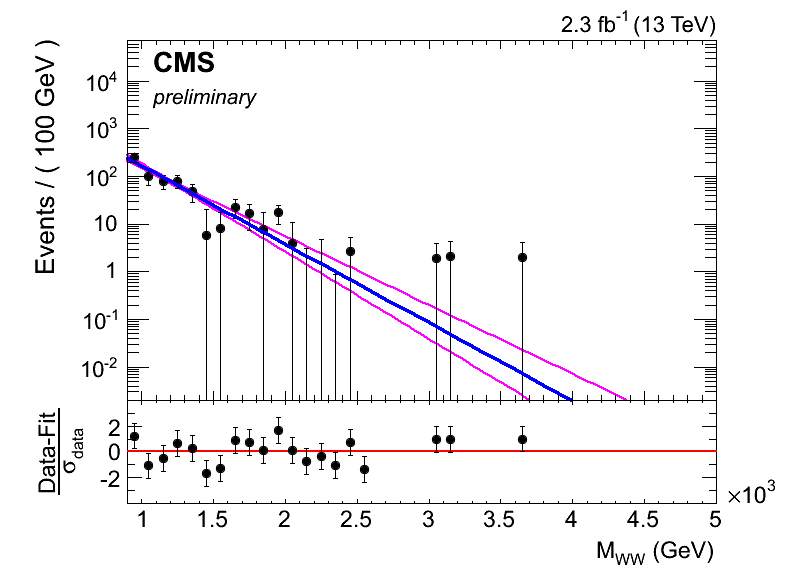 2.3 fb⁻¹ (13 TeV)
CMS
preliminary
Events / ( 100 GeV )
10⁴
10³
10²
10
1
10⁻¹
10⁻²
Data-Fit
σdata
2
0
-2
1 1.5 2 2.5 3 3.5 4 4.5 5
×10³
MWW (GeV)